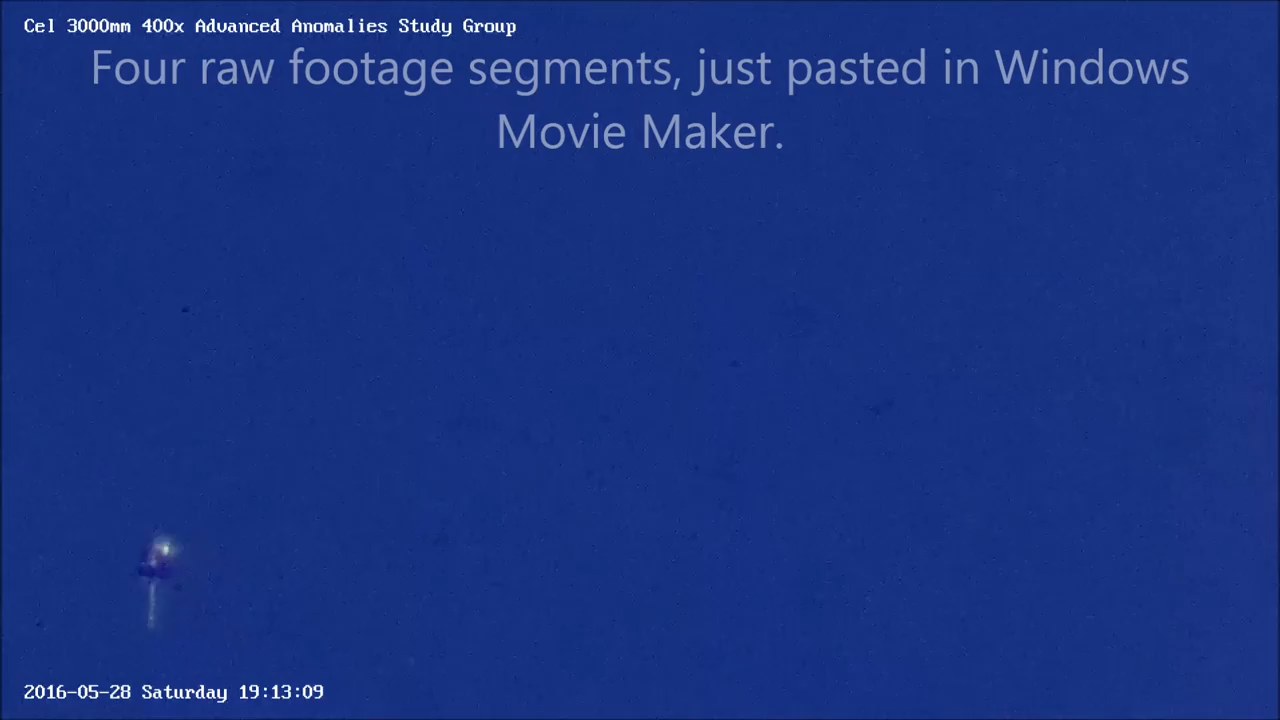 Cel 3000mm 400x Advanced Anomalies Study Group
Four raw footage segments, just pasted in Windows
Movie Maker.
2016-05-28 Saturday 19:13:09